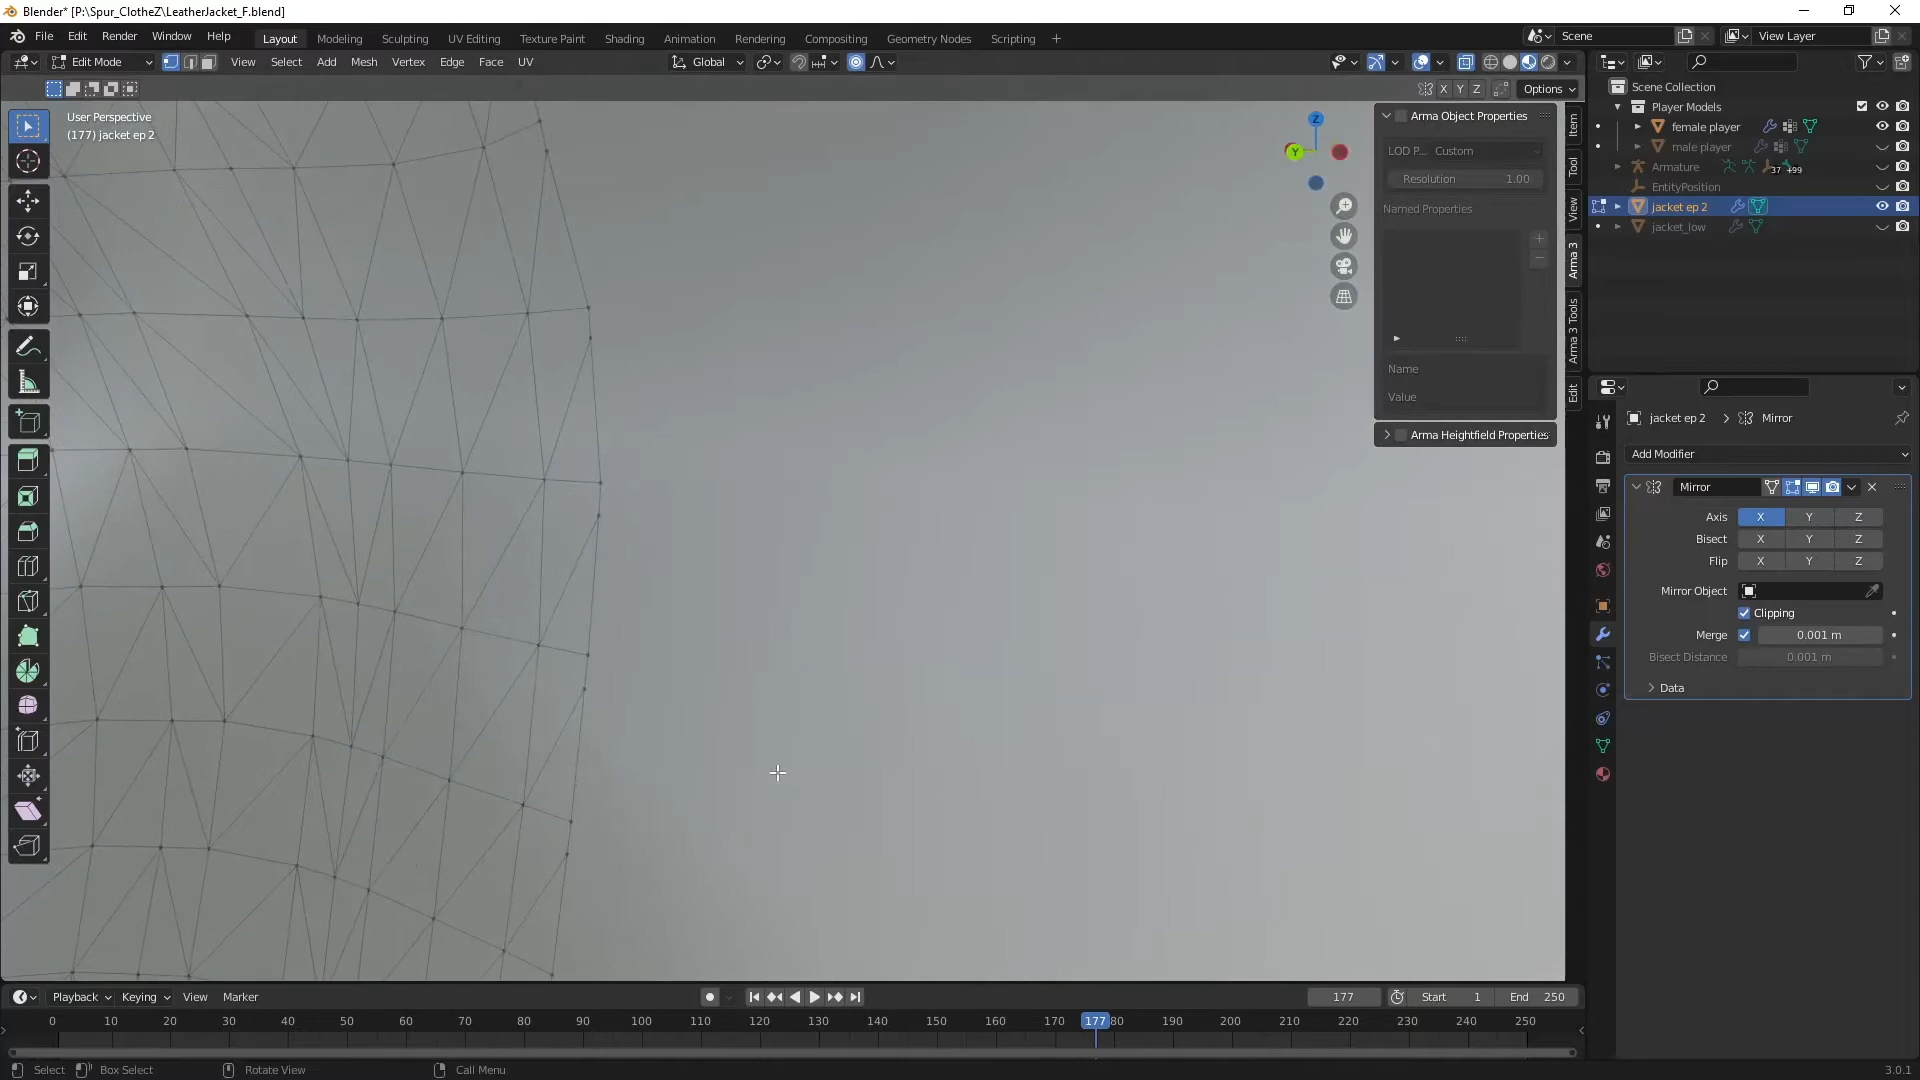 Blender* [P:\Spur_ClotheZ\LeatherJacket_F.blend]
File Edit Render Window Help
Layout Modeling Sculpting UV Editing Texture Paint Shading Animation Rendering Compositing Geometry Nodes Scripting
Scene
View Layer
Edit Mode
View Select Add Mesh Vertex Edge Face UV
Global
X Y Z
Options
User Perspective
(177) jacket ep 2
Z
Y
Arma Object Properties
LOD P... Custom
Resolution 1.00
Named Properties
Name
Value
Arma Heightfield Properties
Item
Tool
View
Arma 3
Arma 3 Tools
Edit
Scene Collection
Player Models
female player
male player
Armature 37 +99
EntityPosition
jacket ep 2
jacket_low
jacket ep 2 > Mirror
Add Modifier
Mirror
Axis X Y Z
Bisect X Y Z
Flip X Y Z
Mirror Object
Clipping
Merge 0.001 m
Bisect Distance 0.001 m
Data
Playback Keying View Marker
177
Start 1
End 250
0 10 20 30 40 50 60 70 80 90 100 110 120 130 140 150 160 170 177 80 190 200 210 220 230 240 250
Select Box Select Rotate View Call Menu
3.0.1